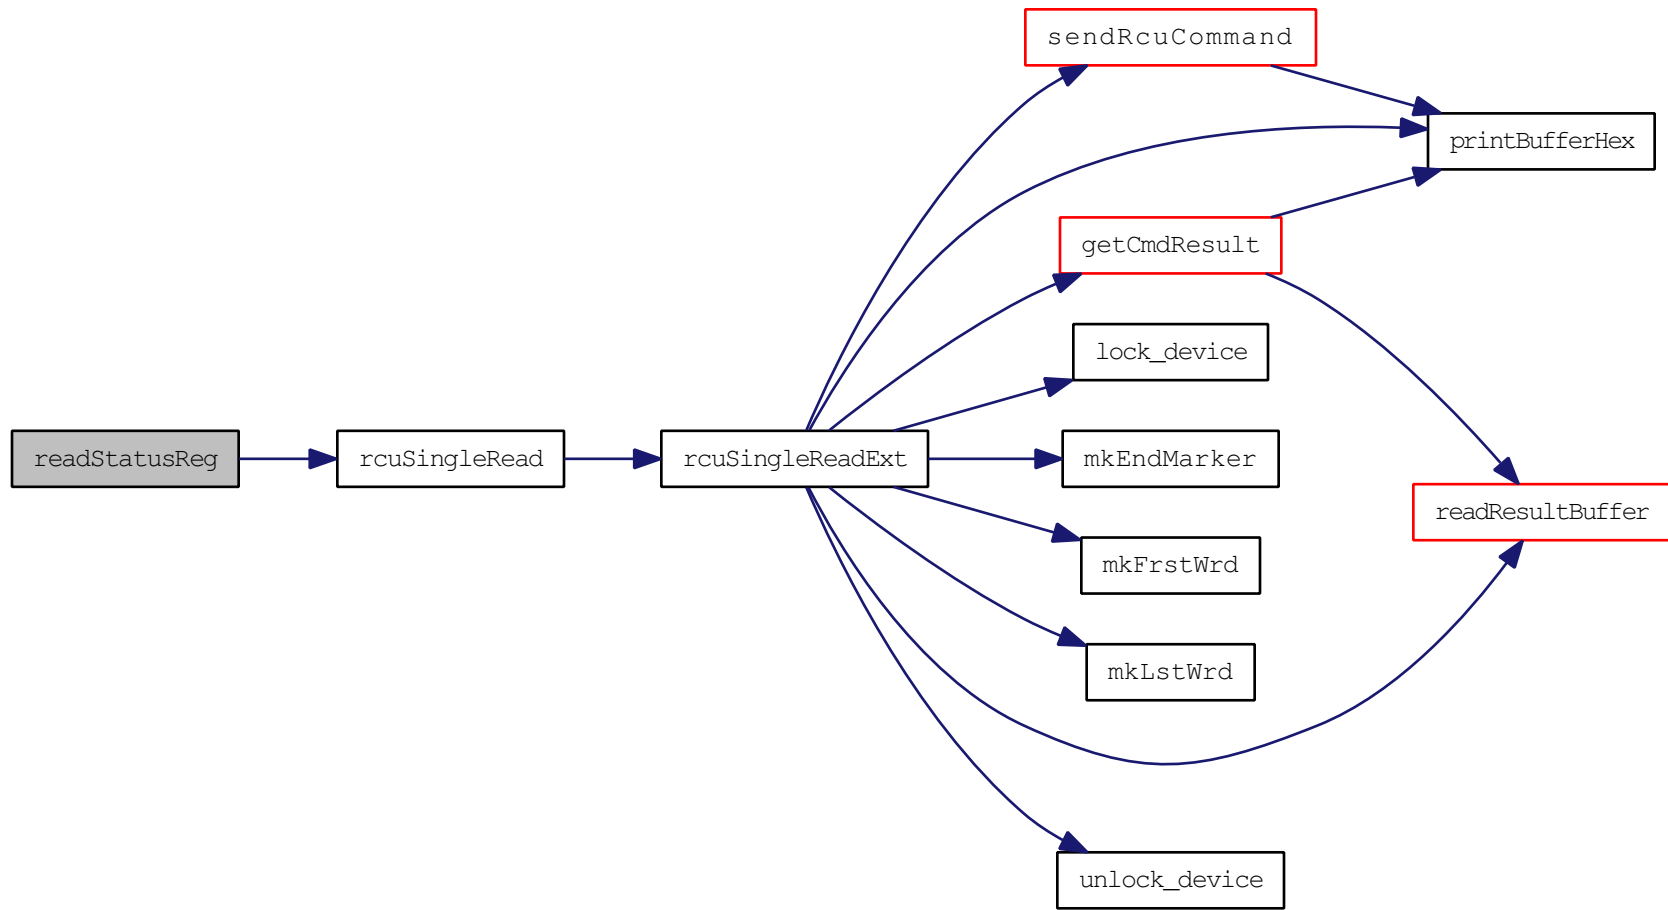 sendRcuCommand
printBufferHex
getCmdResult
lock_device
readStatusReg
rcuSingleRead
rcuSingleReadExt
mkEndMarker
readResultBuffer
mkFrstWrd
mkLstWrd
unlock_device